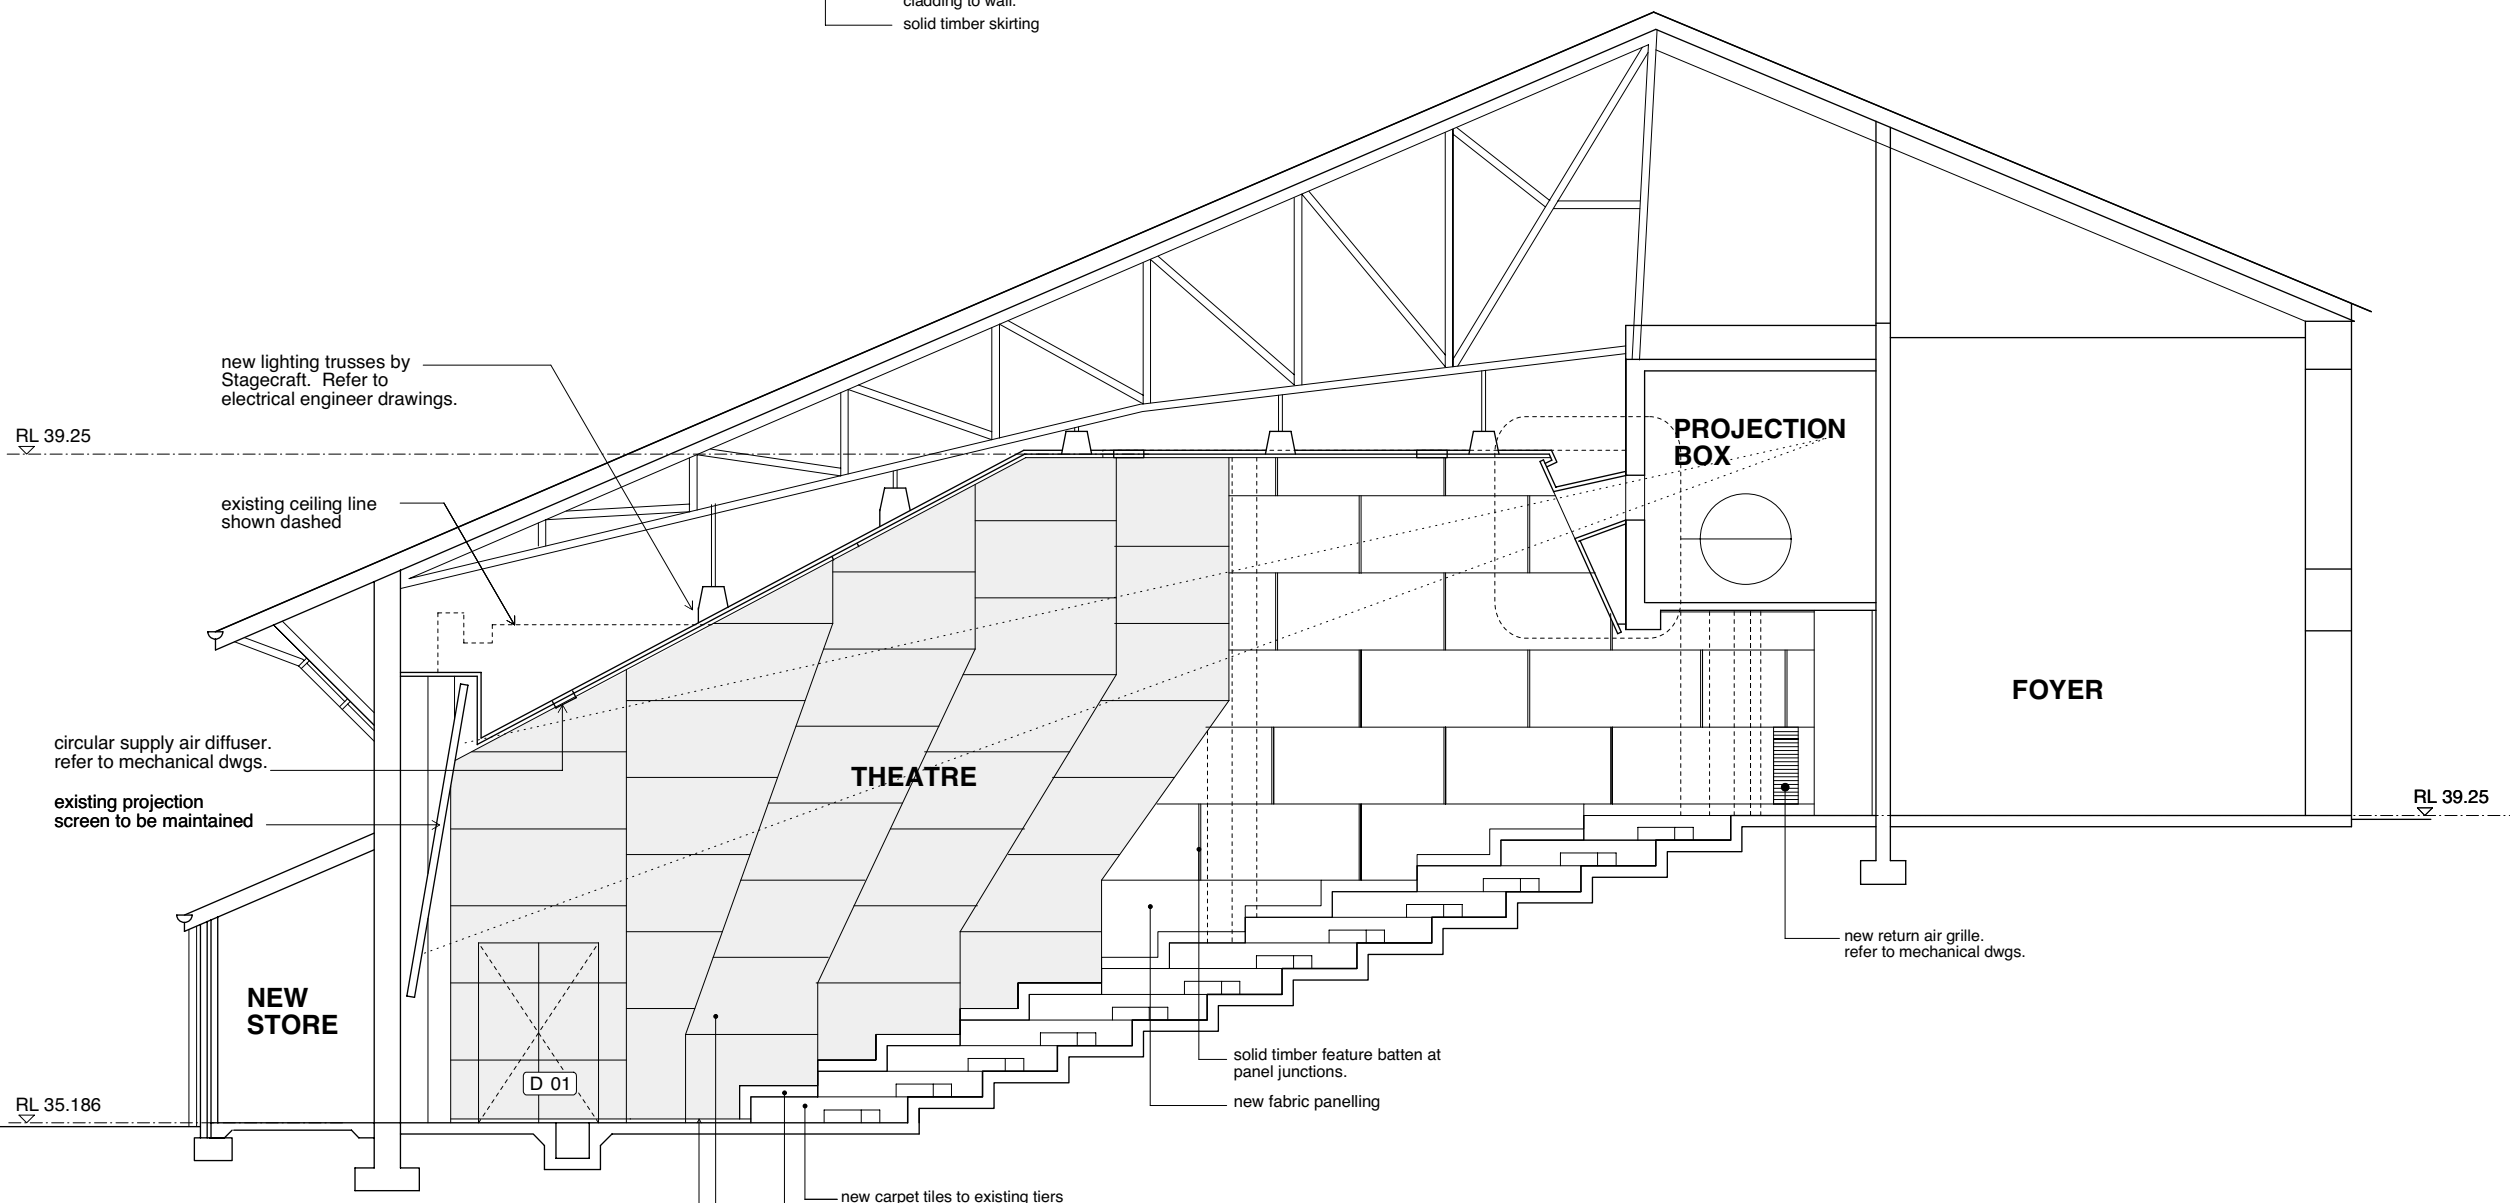 cladding to wall.
solid timber skirting
new lighting trusses by
Stagecraft. Refer to
electrical engineer drawings.
RL 39.25
PROJECTION
BOX
existing ceiling line
shown dashed
FOYER
circular supply air diffuser.
refer to mechanical dwgs.
THEATRE
existing projection
screen to be maintained
RL 39.25
new return air grille.
refer to mechanical dwgs.
NEW
STORE
solid timber feature batten at
panel junctions.
D 01
new fabric panelling
RL 35.186
new carpet tiles to existing tiers